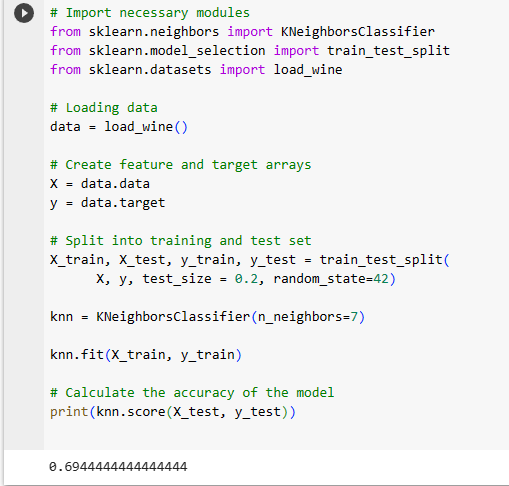 # Import necessary modules
from sklearn.neighbors import KNeighborsClassifier
from sklearn.model_selection import train_test_split
from sklearn.datasets import load_wine
# Loading data
data = load_wine()
# Create feature and target arrays
X = data.data
y = data.target
# Split into training and test set
X_train, X_test, y_train, y_test = train_test_split(
      X, y, test_size = 0.2, random_state=42)
knn = KNeighborsClassifier(n_neighbors=7)
knn.fit(X_train, y_train)
# Calculate the accuracy of the model
print(knn.score(X_test, y_test))
0.6944444444444444